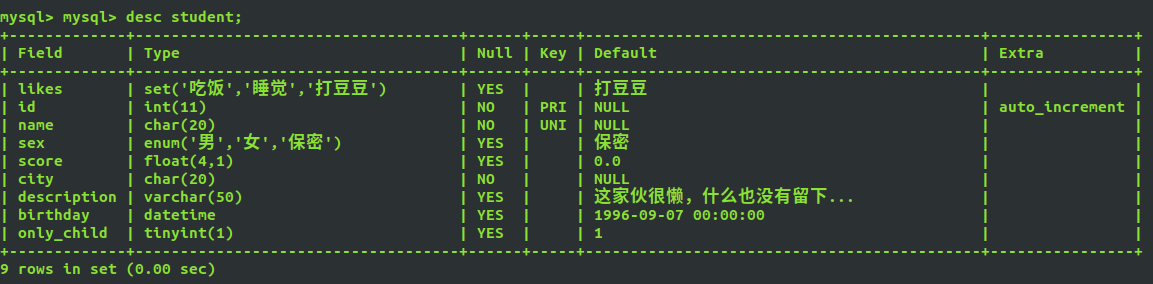 mysql> mysql> desc student;
+-------------+-------------------------------------+------+-----+---------------------------------------------+----------------+
| Field       | Type                                | Null | Key | Default                                     | Extra          |
+-------------+-------------------------------------+------+-----+---------------------------------------------+----------------+
| likes       | set('吃饭','睡觉','打豆豆')         | YES  |     | 打豆豆                                      |                |
| id          | int(11)                             | NO   | PRI | NULL                                        | auto_increment |
| name        | char(20)                            | NO   | UNI | NULL                                        |                |
| sex         | enum('男','女','保密')              | YES  |     | 保密                                        |                |
| score       | float(4,1)                          | YES  |     | 0.0                                         |                |
| city        | char(20)                            | NO   |     | NULL                                        |                |
| description | varchar(50)                         | YES  |     | 这家伙很懒，什么也没有留下...               |                |
| birthday    | datetime                            | YES  |     | 1996-09-07 00:00:00                         |                |
| only_child  | tinyint(1)                          | YES  |     | 1                                           |                |
+-------------+-------------------------------------+------+-----+---------------------------------------------+----------------+
9 rows in set (0.00 sec)